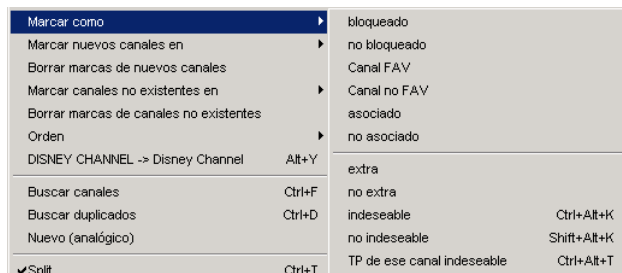 Marcar como
Marcar nuevos canales en
Borrar marcas de nuevos canales
Marcar canales no existentes en
Borrar marcas de canales no existentes
Orden
DISNEY CHANNEL -> Disney Channel Alt+Y
Buscar canales Ctrl+F
Buscar duplicados Ctrl+D
Nuevo (analógico)
Split Ctrl+T
bloqueado
no bloqueado
Canal FAV
Canal no FAV
asociado
no asociado
extra
no extra
indeseable Ctrl+Alt+K
no indeseable Shift+Alt+K
TP de ese canal indeseable Ctrl+Alt+T